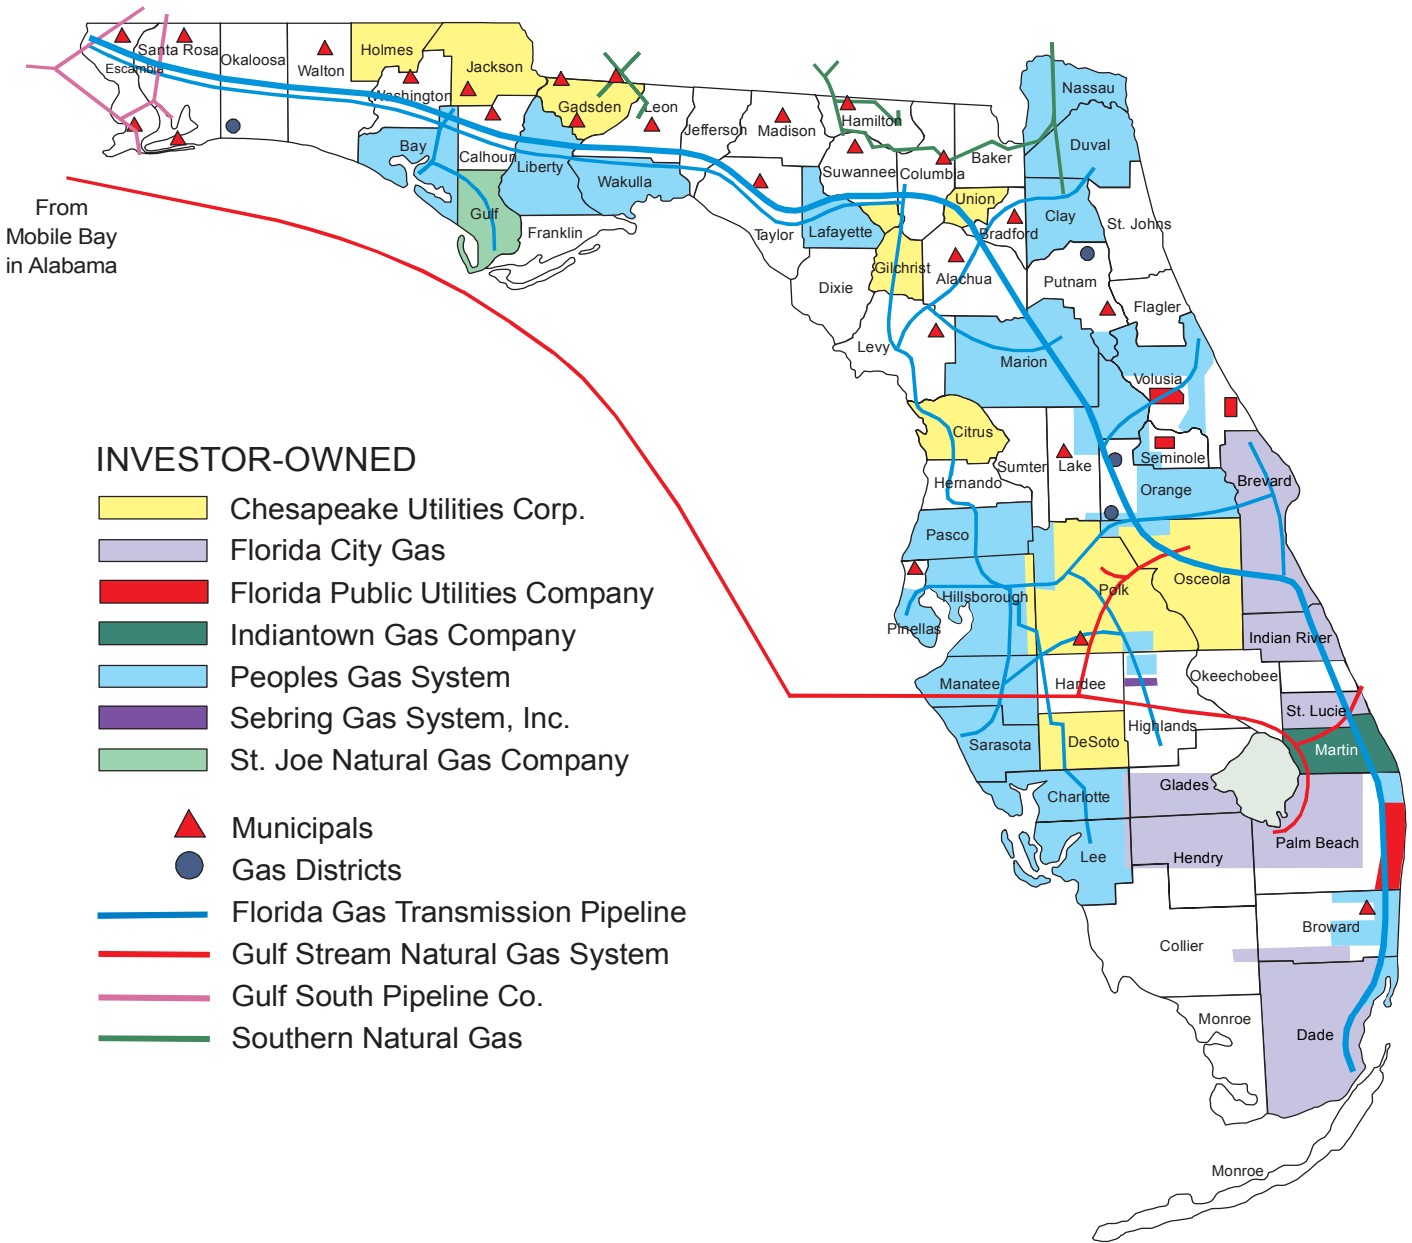 Santa Rosa
Escambia
Okaloosa
Walton
Holmes
Washington
Jackson
Gadsden
Leon
Jefferson
Madison
Hamilton
Nassau
Duval
Bay
Calhoun
Liberty
Wakulla
Suwannee
Columbia
Baker
Union
Gulf
Franklin
Taylor
Lafayette
Bradford
Clay
St. Johns
From
Mobile Bay
in Alabama
Dixie
Gilchrist
Alachua
Putnam
Flagler
Levy
Marion
Volusia
Citrus
Sumter
Lake
Seminole
Hernando
Orange
Brevard
Pasco
Hillsborough
Polk
Osceola
Pinellas
Indian River
Manatee
Hardee
Okeechobee
St. Lucie
Highlands
Sarasota
DeSoto
Martin
Charlotte
Glades
Lee
Hendry
Palm Beach
Broward
Collier
Monroe
Dade
Monroe
INVESTOR-OWNED
Chesapeake Utilities Corp.
Florida City Gas
Florida Public Utilities Company
Indiantown Gas Company
Peoples Gas System
Sebring Gas System, Inc.
St. Joe Natural Gas Company
Municipals
Gas Districts
Florida Gas Transmission Pipeline
Gulf Stream Natural Gas System
Gulf South Pipeline Co.
Southern Natural Gas